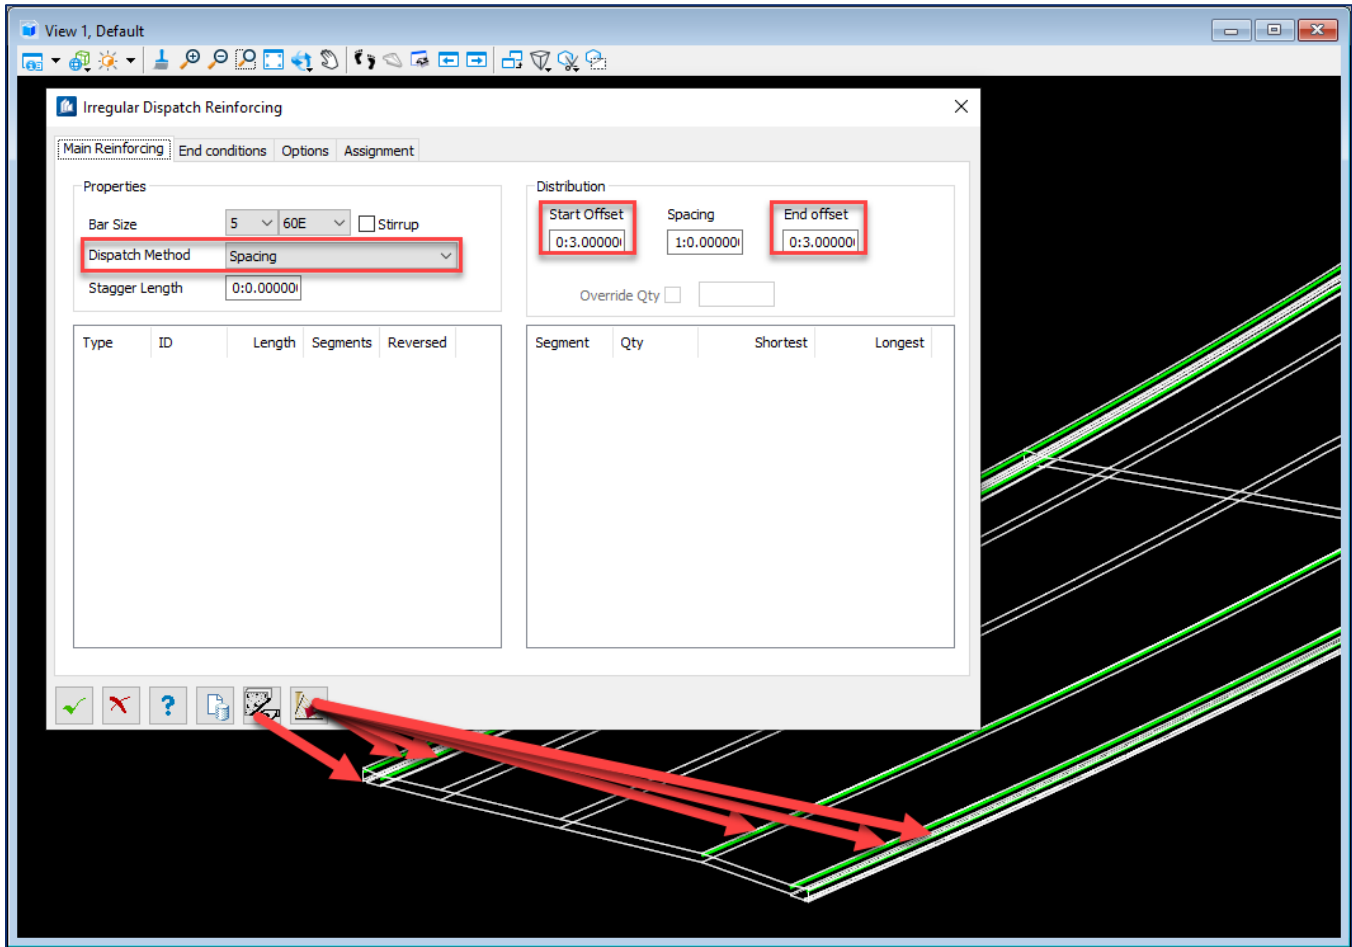 View 1, Default
Irregular Dispatch Reinforcing
Main Reinforcing End conditions Options Assignment
Properties
Bar Size 5 60E Stirrup
Dispatch Method Spacing
Stagger Length 0:0.00000
Distribution
Start Offset Spacing End offset
0:3.00000 1:0.00000 0:3.00000
Override Qty
Type ID Length Segments Reversed
Segment Qty Shortest Longest